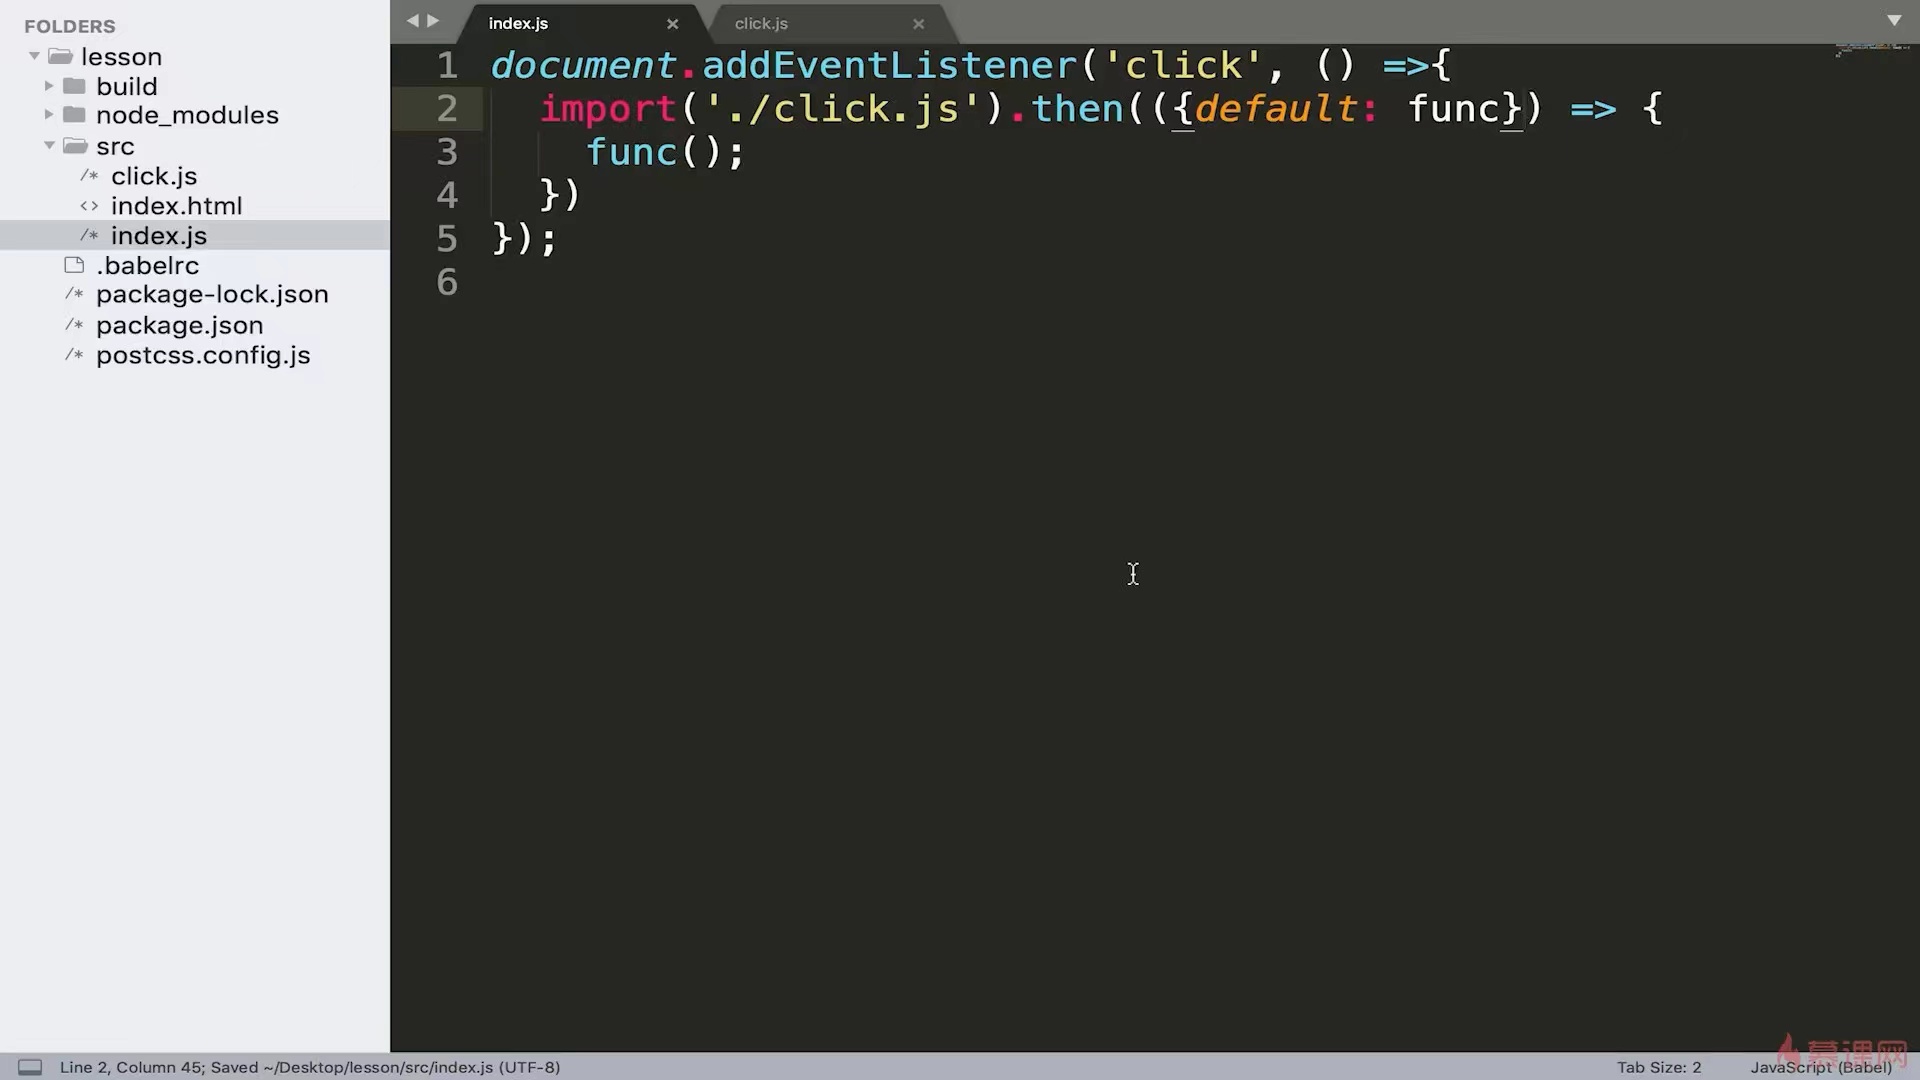 FOLDERS
lesson
build
node_modules
src
/* click.js
<> index.html
/* index.js
.babelrc
/* package-lock.json
/* package.json
/* postcss.config.js
index.js ×
click.js ×
1 document.addEventListener('click', () =>{
2   import('./click.js').then(({default: func}) => {
3     func();
4   })
5 });
6
Line 2, Column 45; Saved ~/Desktop/lesson/src/index.js (UTF-8)
Tab Size: 2
JavaScript (Babel)
慕课网